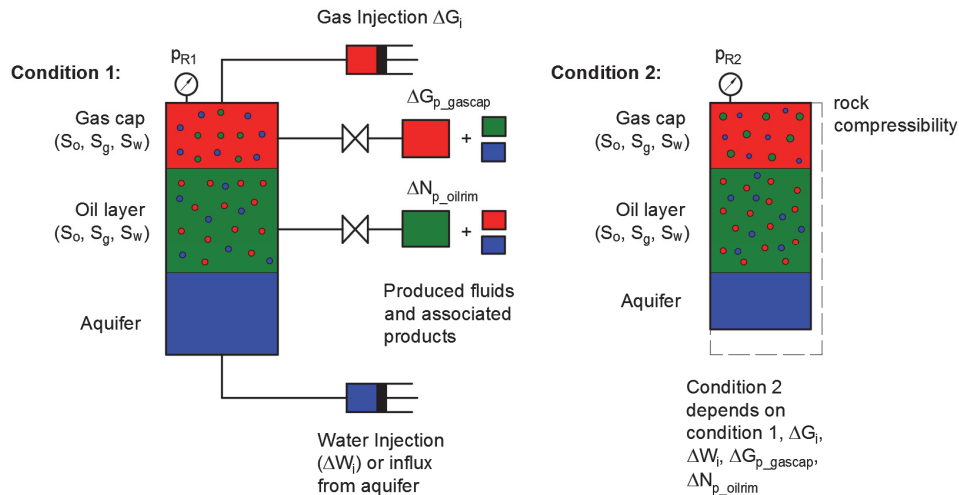 Gas Injection ΔGi
Condition 1:
pR1
Gas cap
(So, Sg, Sw)
ΔGp_gascap
+
Oil layer
(So, Sg, Sw)
ΔNp_oilrim
+
Aquifer
Produced fluids
and associated
products
Water Injection
(ΔWi) or influx
from aquifer
Condition 2:
pR2
rock
compressibility
Gas cap
(So, Sg, Sw)
Oil layer
(So, Sg, Sw)
Aquifer
Condition 2
depends on
condition 1, ΔGi,
ΔWi, ΔGp_gascap,
ΔNp_oilrim